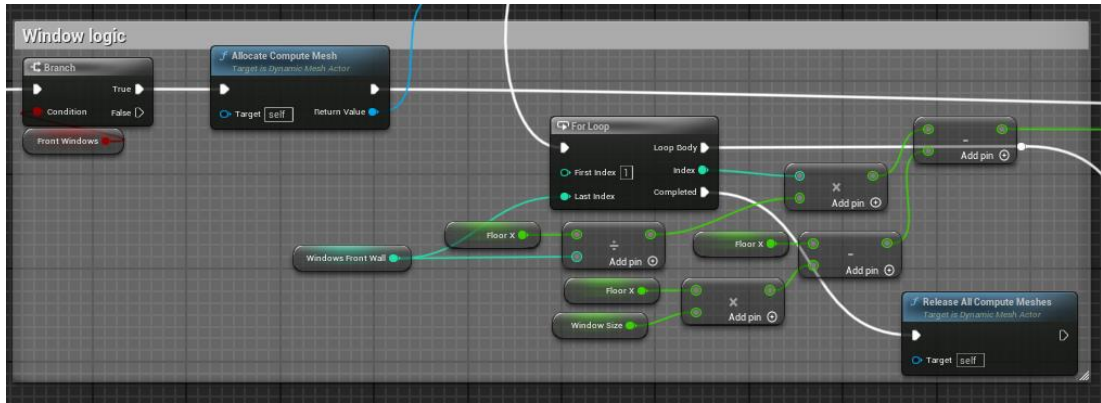 Window logic
Branch
True
Condition
False
Front Windows
f Allocate Compute Mesh
Target is Dynamic Mesh Actor
Target self
Return Value
For Loop
Loop Body
First Index 1
Index
Last Index
Completed
Windows Front Wall
Floor X
÷
Add pin
Floor X
Window Size
×
Add pin
×
Add pin
Floor X
-
Add pin
-
Add pin
f Release All Compute Meshes
Target is Dynamic Mesh Actor
Target self